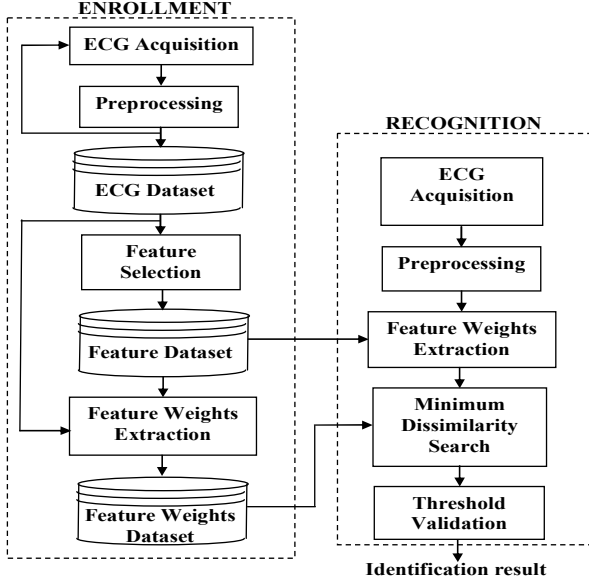 ENROLLMENT
ECG Acquisition
Preprocessing
ECG Dataset
Feature
Selection
Feature Dataset
Feature Weights
Extraction
Feature Weights
Dataset
RECOGNITION
ECG
Acquisition
Preprocessing
Feature Weights
Extraction
Minimum
Dissimilarity
Search
Threshold
Validation
Identification result